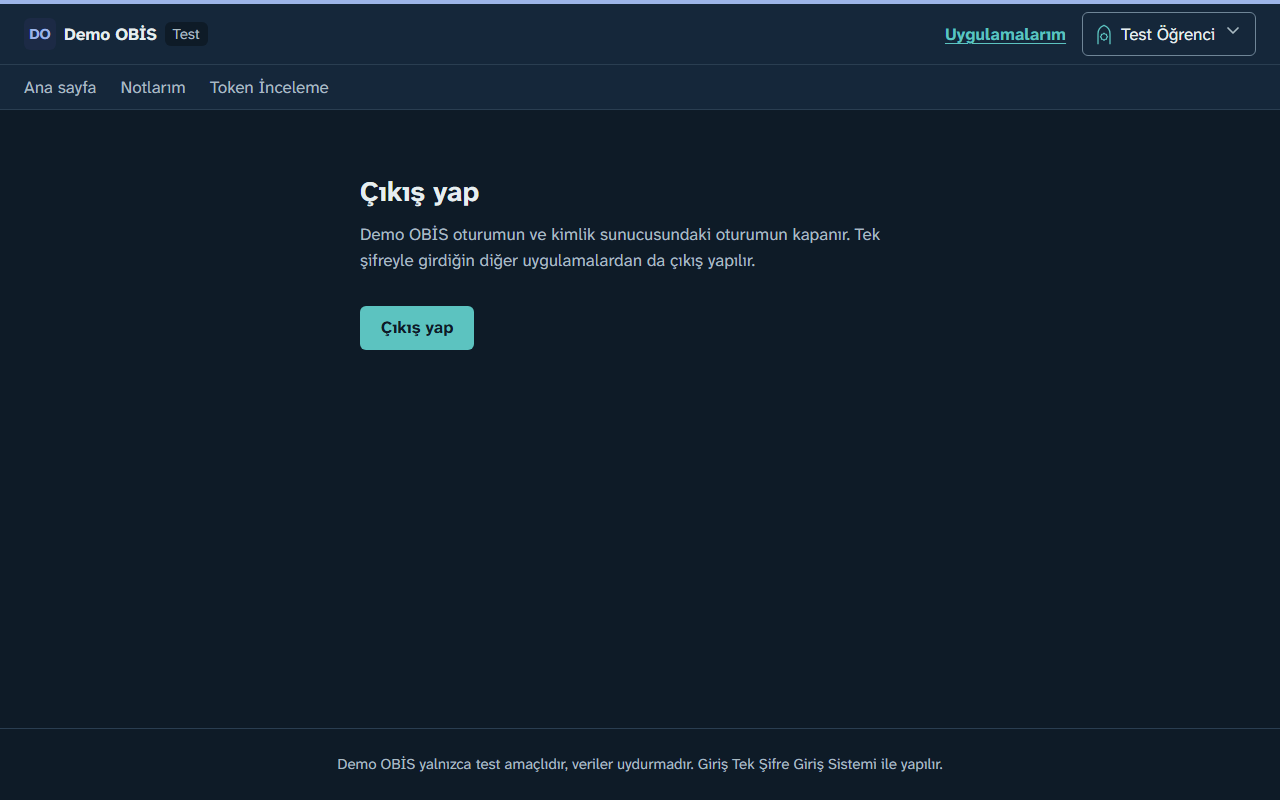 DO Demo OBİS Test Uygulamalarım Test Öğrenci
Ana sayfa Notlarım Token İnceleme
Çıkış yap
Demo OBİS oturumun ve kimlik sunucusundaki oturumun kapanır. Tek
şifreyle girdiğin diğer uygulamalardan da çıkış yapılır.
Çıkış yap
Demo OBİS yalnızca test amaçlıdır, veriler uydurmadır. Giriş Tek Şifre Giriş Sistemi ile yapılır.